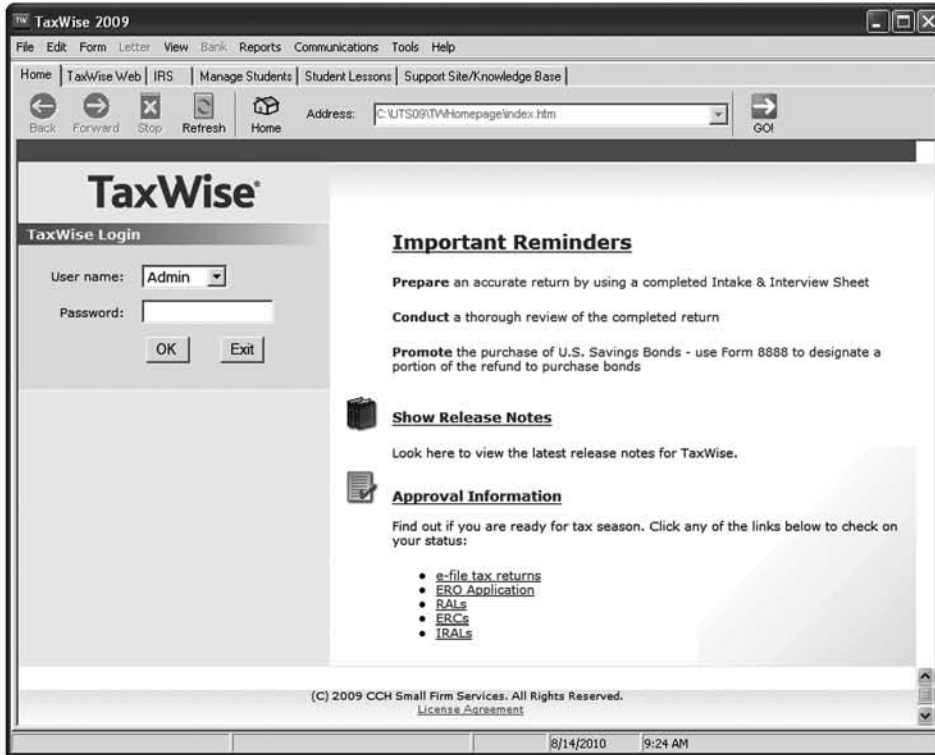 TW TaxWise 2009
File Edit Form Letter View Bank Reports Communications Tools Help
Home TaxWise Web IRS Manage Students Student Lessons Support Site/Knowledge Base
Back Forward Stop Refresh Home Address: C:\UTS09\TW\Homepage\index.htm GO!
TaxWise®
TaxWise Login
User name: Admin
Password:
OK Exit
Important Reminders
Prepare an accurate return by using a completed Intake & Interview Sheet
Conduct a thorough review of the completed return
Promote the purchase of U.S. Savings Bonds - use Form 8888 to designate a
portion of the refund to purchase bonds
Show Release Notes
Look here to view the latest release notes for TaxWise.
Approval Information
Find out if you are ready for tax season. Click any of the links below to check on
your status:
• e-file tax returns
• ERO Application
• RALs
• ERCs
• IRALs
(C) 2009 CCH Small Firm Services. All Rights Reserved.
License Agreement
8/14/2010 9:24 AM